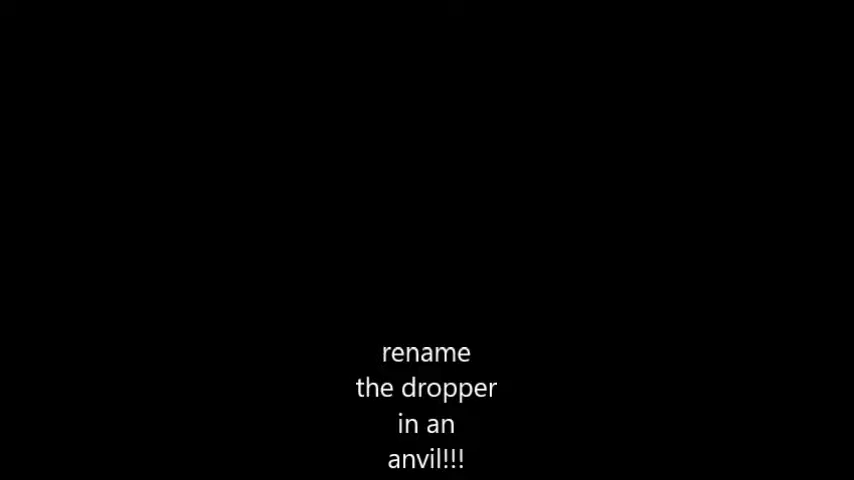 rename
the dropper
in an
anvil!!!